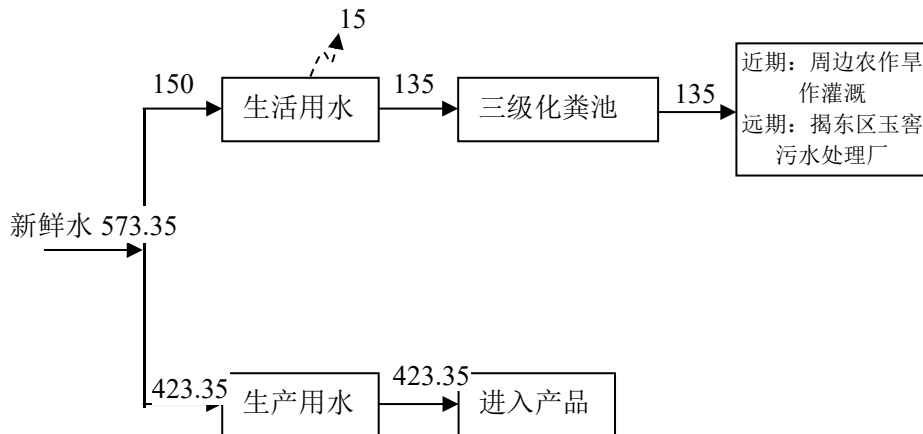 15
150
生活用水
135
三级化粪池
135
近期：周边农作旱
作灌溉
远期：揭东区玉窖
污水处理厂
新鲜水 573.35
423.35
生产用水
423.35
进入产品